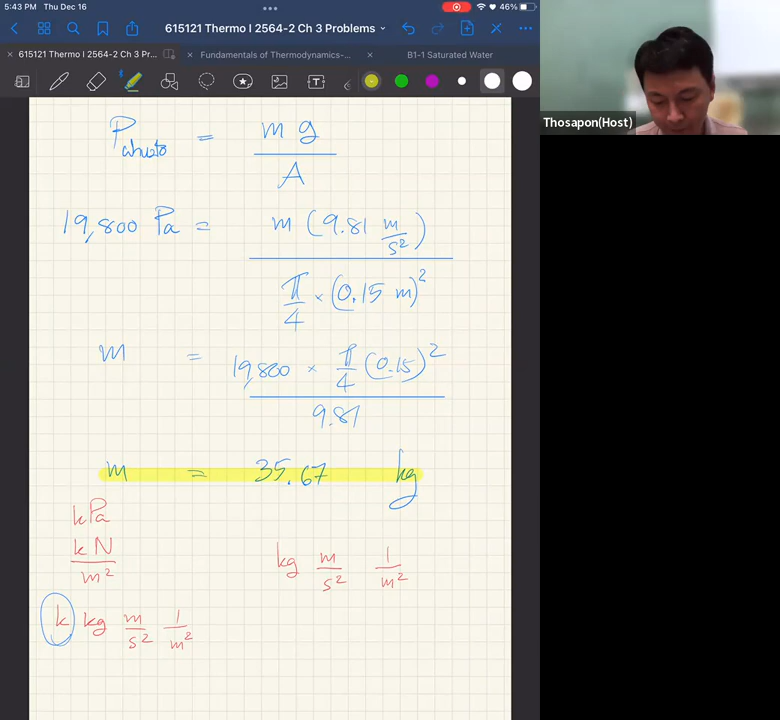 5:43 PM Thu Dec 16
46%
615121 Thermo I 2564-2 Ch 3 Problems
615121 Thermo I 2564-2 Ch 3 Pr...
Fundamentals of Thermodynamics-...
B1-1 Saturated Water
Thosapon(Host)
P = mg / A
19,800 Pa = m (9.81 m/s²) / π/4 × (0.15 m)²
m = 19,800 × π/4 (0.15)² / 9.81
m = 35.67 kg
kPa
kN/m²
kg m/s² 1/m²
k kg m/s² 1/m²